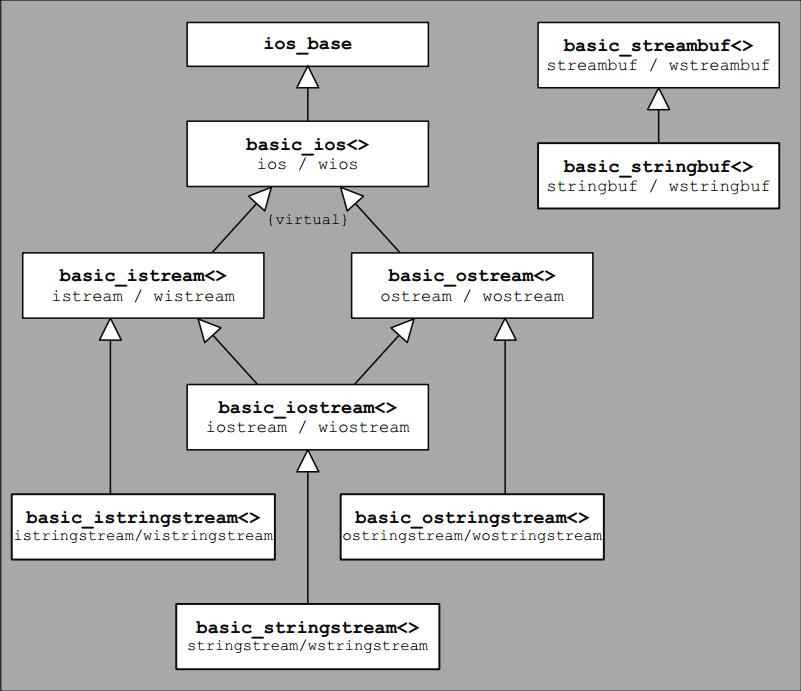 ios_base
basic_streambuf<>
streambuf / wstreambuf
basic_ios<>
ios / wios
basic_stringbuf<>
stringbuf / wstringbuf
{virtual}
basic_istream<>
istream / wistream
basic_ostream<>
ostream / wostream
basic_iostream<>
iostream / wiostream
basic_istringstream<>
istringstream/wistringstream
basic_ostringstream<>
ostringstream/wostringstream
basic_stringstream<>
stringstream/wstringstream